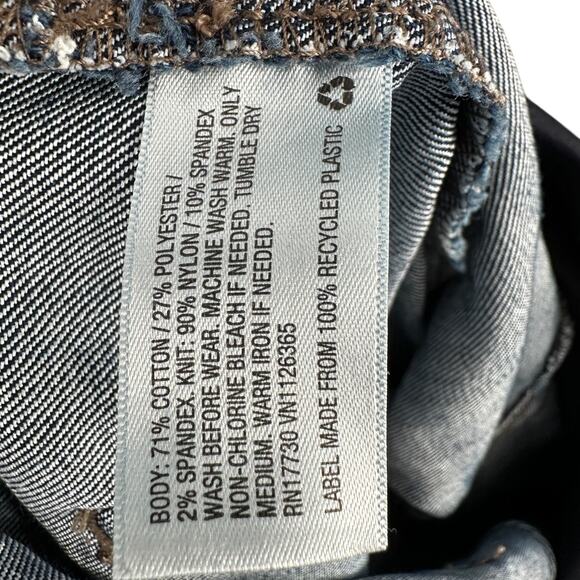 BODY: 71% COTTON / 27% POLYESTER /
2% SPANDEX. KNIT: 90% NYLON / 10% SPANDEX
WASH BEFORE WEAR. MACHINE WASH WARM. ONLY
NON-CHLORINE BLEACH IF NEEDED. TUMBLE DRY
MEDIUM. WARM IRON IF NEEDED.
RN17730 VN1126365
LABEL MADE FROM 100% RECYCLED PLASTIC